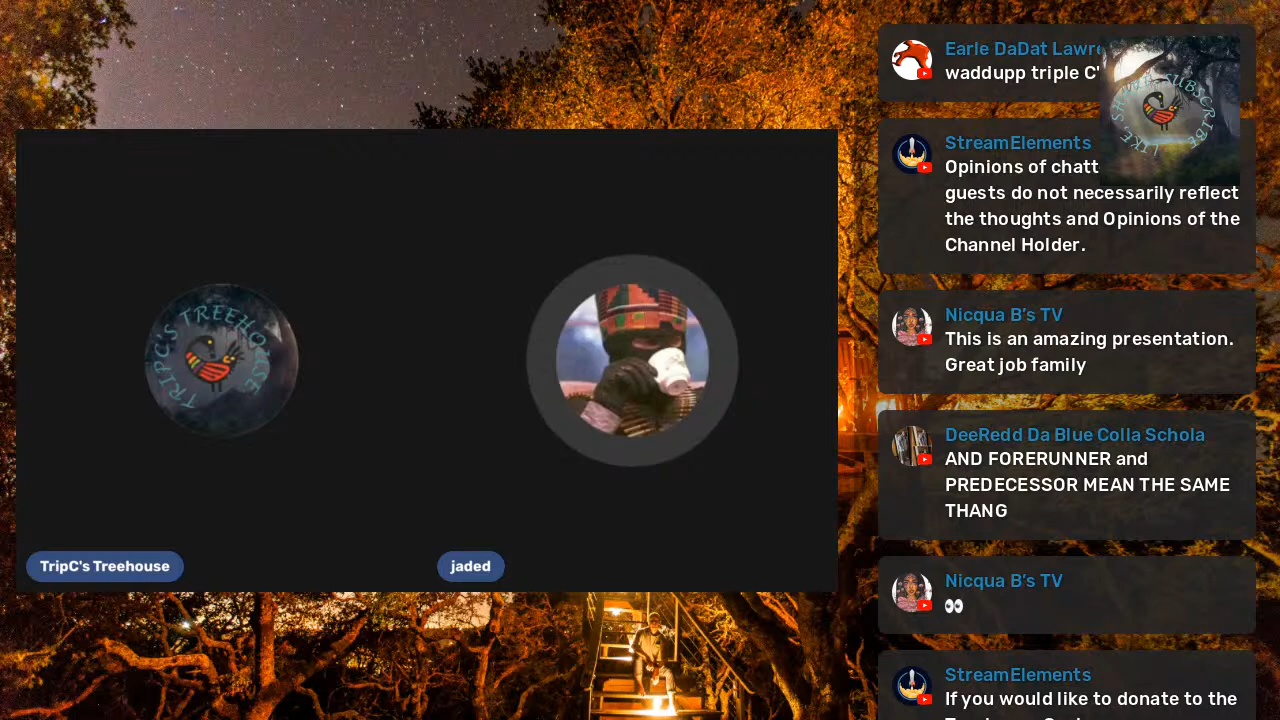 TRIPC'S TREEHOUSE
TripC's Treehouse
jaded
Earle DaDat Lawre
waddupp triple C'
LIKE, SHARE, SUBSCRIBE
StreamElements
Opinions of chatt
guests do not necessarily reflect
the thoughts and Opinions of the
Channel Holder.
Nicqua B's TV
This is an amazing presentation.
Great job family
DeeRedd Da Blue Colla Schola
AND FORERUNNER and
PREDECESSOR MEAN THE SAME
THANG
Nicqua B's TV
StreamElements
If you would like to donate to the